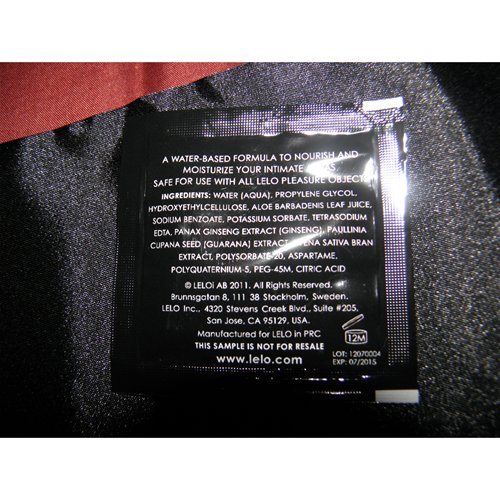 A WATER-BASED FORMULA TO NOURISH AND
MOISTURIZE YOUR INTIMATE
SAFE FOR USE WITH ALL LELO PLEASURE OBJECTS
INGREDIENTS: WATER (AQUA), PROPYLENE GLYCOL,
HYDROXYETHYLCELLULOSE, ALOE BARBADENIS LEAF JUICE,
SODIUM BENZOATE, POTASSIUM SORBATE, TETRASODIUM
EDTA, PANAX GINSENG EXTRACT (GINSENG), PAULLINIA
CUPANA SEED (GUARANA) EXTRACT, AVENA SATIVA BRAN
EXTRACT, POLYSORBATE-20, ASPARTAME,
POLYQUATERNIUM-5, PEG-45M, CITRIC ACID
© LELOi AB 2011. All Rights Reserved.
Brunnsgatan 8, 111 38 Stockholm, Sweden.
LELO Inc., 4320 Stevens Creek Blvd., Suite #205,
San Jose, CA 95129, USA.
Manufactured for LELO in PRC
THIS SAMPLE IS NOT FOR RESALE
www.lelo.com
12M
LOT: 12070004
EXP: 07/2015